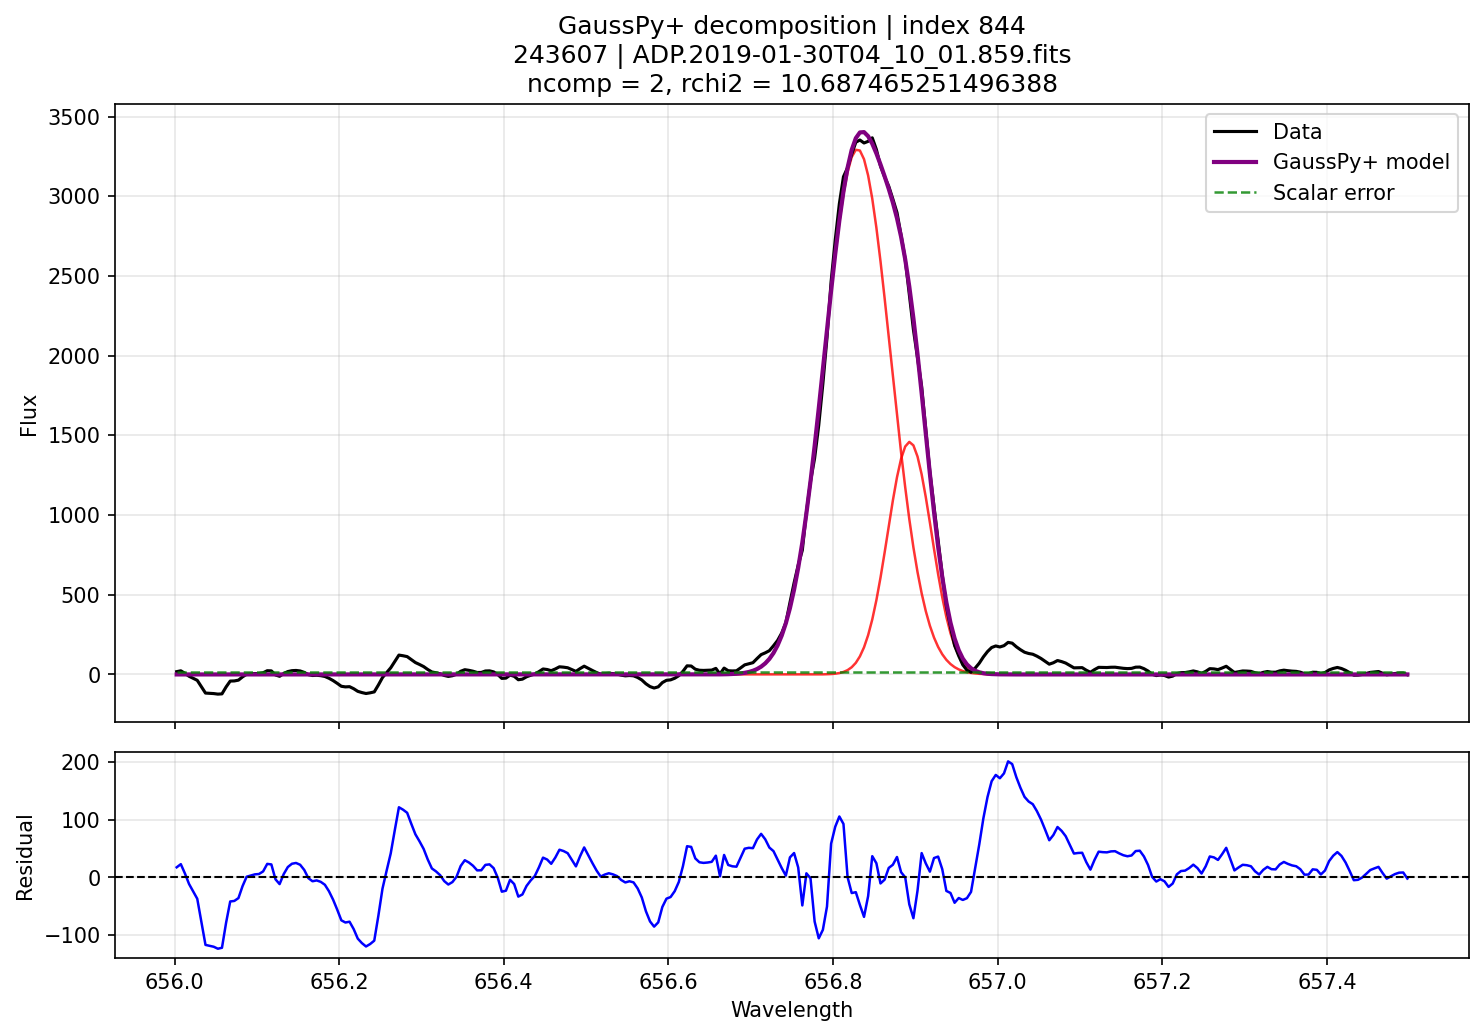 GaussPy+ decomposition | index 844
243607 | ADP.2019-01-30T04_10_01.859.fits
ncomp = 2, rchi2 = 10.687465251496388
Data
GaussPy+ model
Scalar error
Flux
3500
3000
2500
2000
1500
1000
500
0
Residual
200
100
0
−100
656.0
656.2
656.4
656.6
656.8
657.0
657.2
657.4
Wavelength